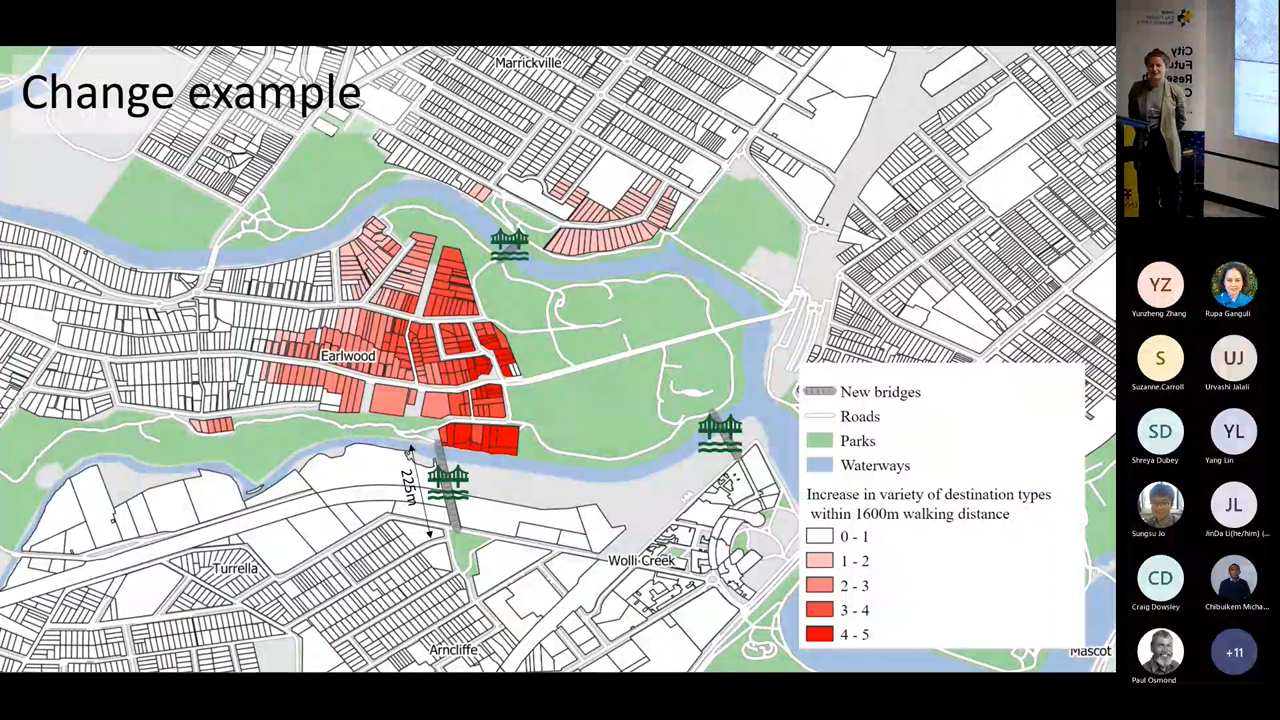 Change example
Marrickville
Earlwood
225m
Turrella
Wolli Creek
Arncliffe
Mascot
New bridges
Roads
Parks
Waterways
Increase in variety of destination types
within 1600m walking distance
0 - 1
1 - 2
2 - 3
3 - 4
4 - 5
City
Futu
Resea
C
YZ
Yunzheng Zhang
Rupa Ganguli
S
Suzanne.Carroll
UJ
Urvashi Jalali
SD
Shreya Dubey
YL
Yang Lin
Sungsu Jo
JL
JinDa Li(he/him) (...
CD
Craig Dowsley
Chibuikem Micha...
Paul Osmond
+11